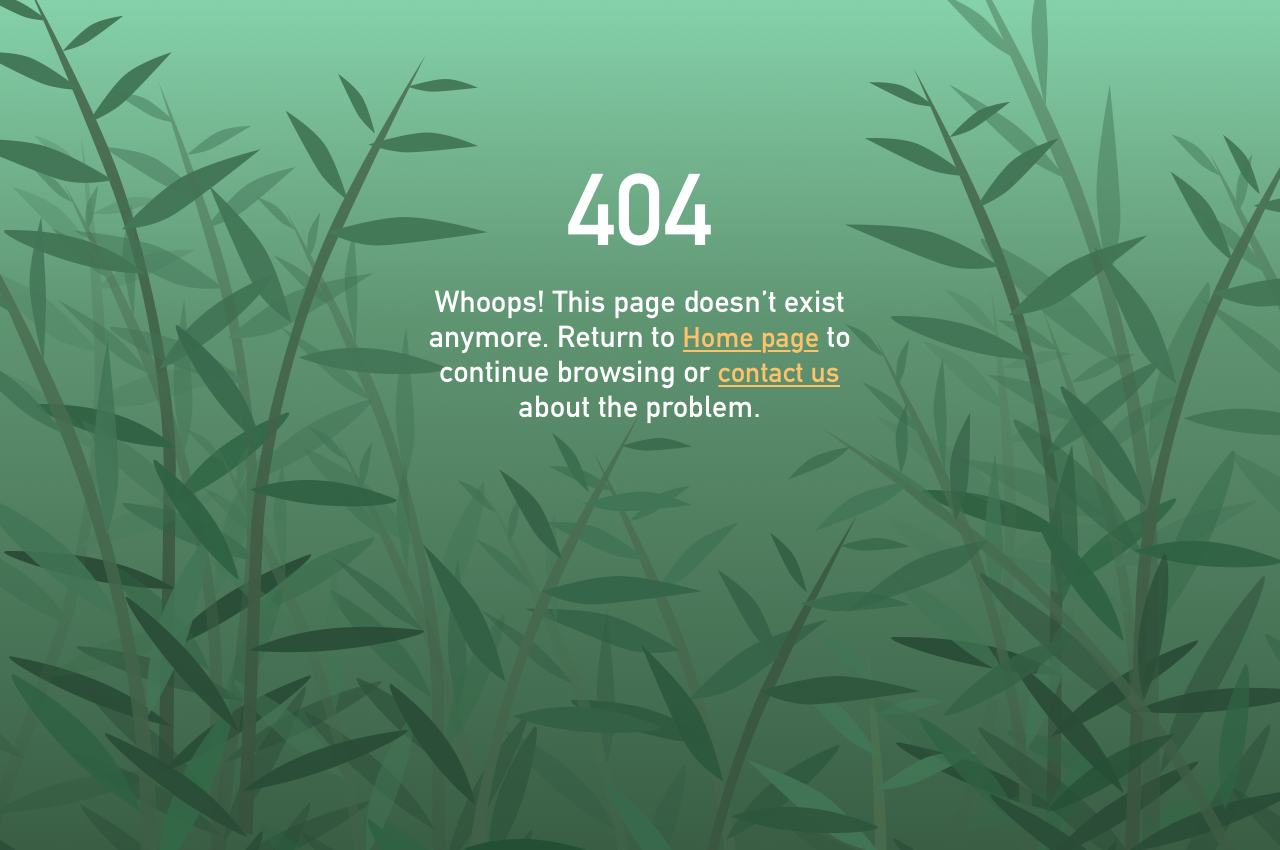 404
Whoops! This page doesn’t exist
anymore. Return to Home page to
continue browsing or contact us
about the problem.